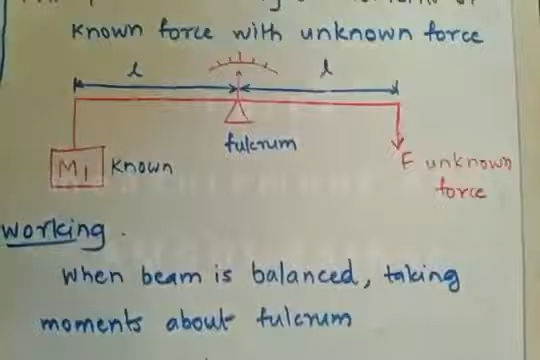 Known force with unknown force
l l
fulcrum
M1 Known
F unknown
force
Working.
When beam is balanced, taking
moments about fulcrum